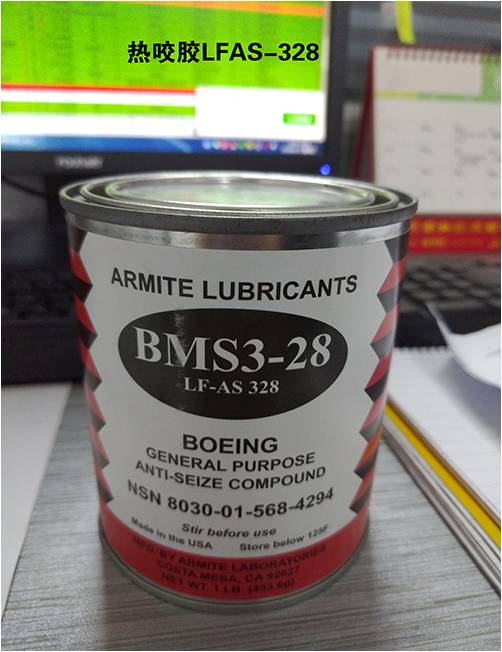 热咬胶LFAS-328
ARMITE LUBRICANTS
BMS3-28
LF-AS 328
BOEING
GENERAL PURPOSE
ANTI-SEIZE COMPOUND
NSN 8030-01-568-4294
Stir before use
Made in the USA Store below 125F
MFG. BY ARMITE LABORATORIES
COSTA MESA, CA 92627
NET WT. 1 LB. (453.6g)